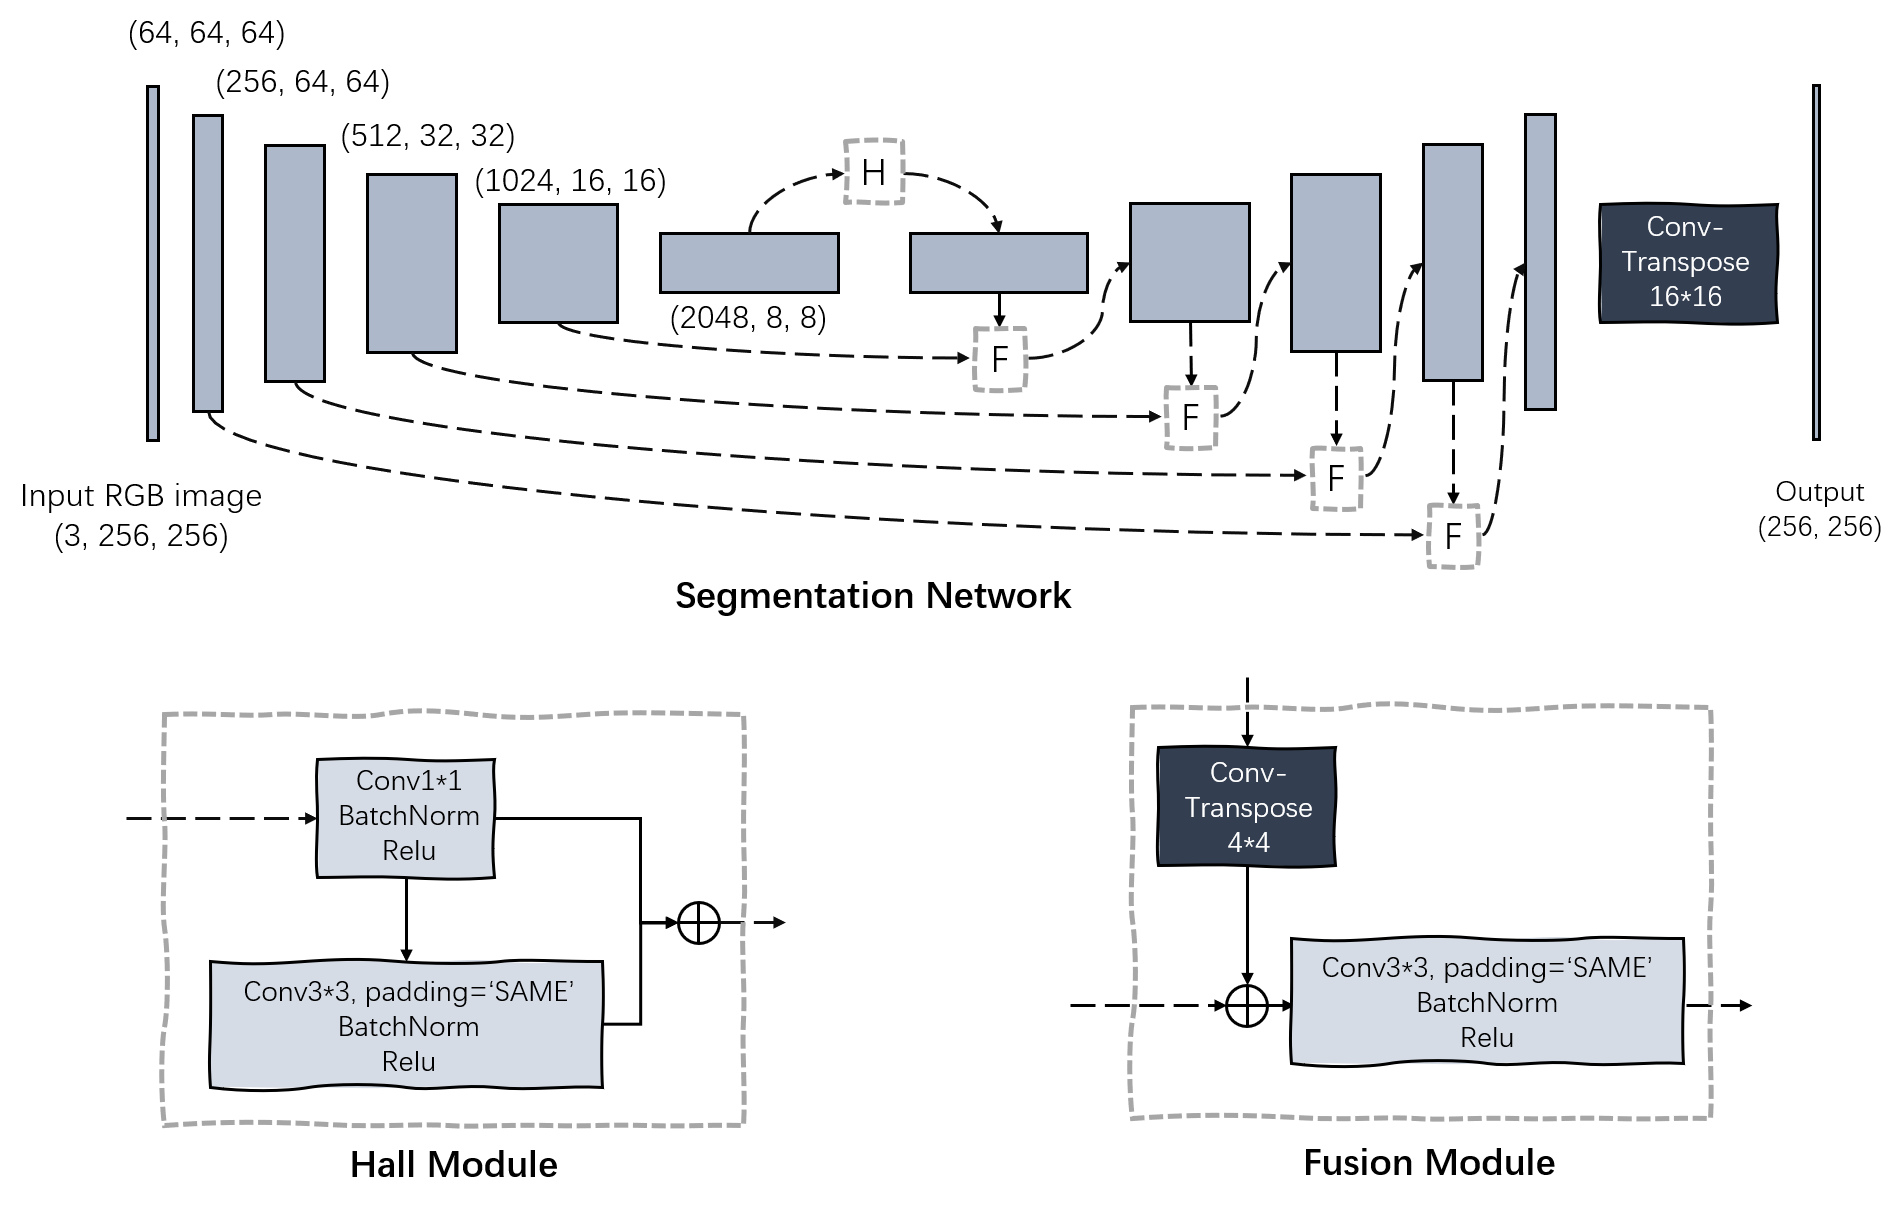 (64, 64, 64)
(256, 64, 64)
(512, 32, 32)
(1024, 16, 16)
H
(2048, 8, 8)
F
F
F
F
Conv-
Transpose
16*16
Input RGB image
(3, 256, 256)
Output
(256, 256)
Segmentation Network
Conv1*1
BatchNorm
Relu
Conv3*3, padding=‘SAME’
BatchNorm
Relu
Hall Module
Conv-
Transpose
4*4
Conv3*3, padding=‘SAME’
BatchNorm
Relu
Fusion Module